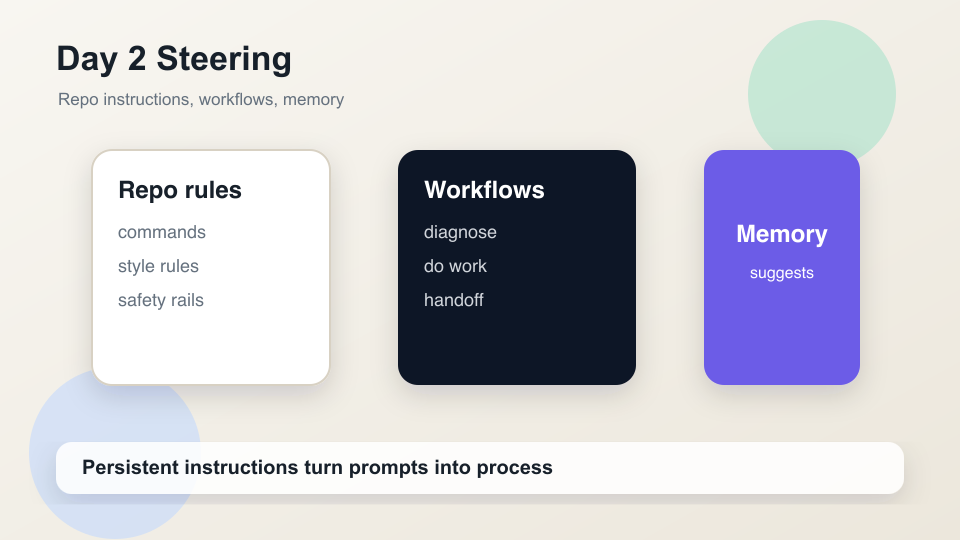 Day 2 Steering
Repo instructions, workflows, memory
Repo rules
commands
style rules
safety rails
Workflows
diagnose
do work
handoff
Memory
suggests
Persistent instructions turn prompts into process